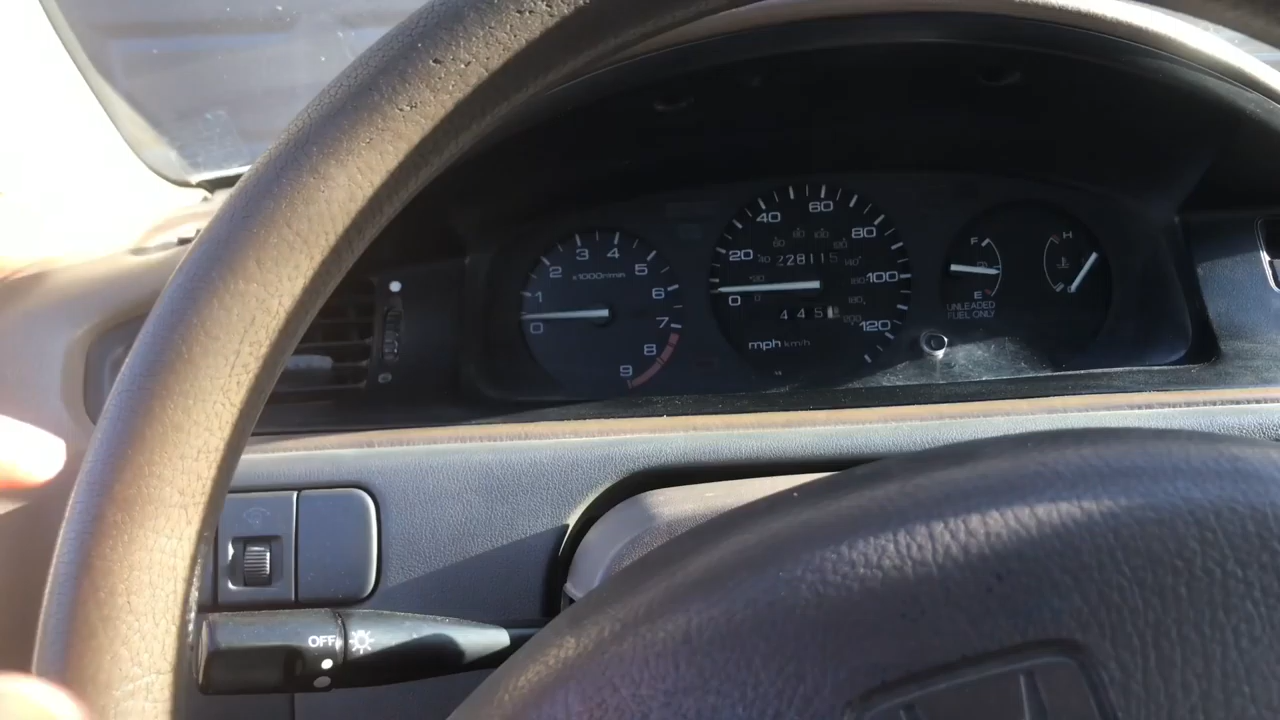 0 1 2 3 4 5 6 7 8 9
x1000r/min
0 20 40 60 80 100 120
228115
445
mph km/h
F
E
UNLEADED
FUEL ONLY
H
OFF